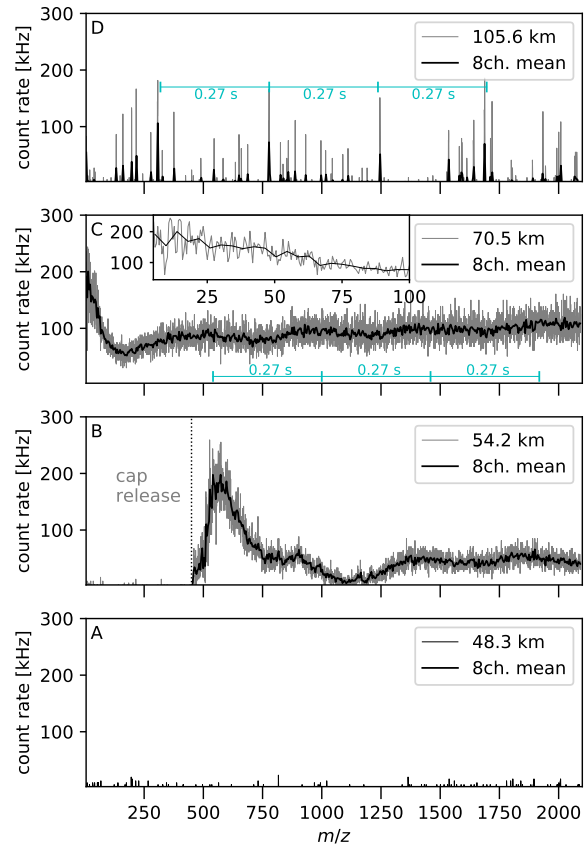 D
105.6 km
8ch. mean
300
200
100
count rate [kHz]
0.27 s
0.27 s
0.27 s
C
70.5 km
8ch. mean
200
100
25
50
75
100
300
200
100
count rate [kHz]
0.27 s
0.27 s
0.27 s
B
54.2 km
8ch. mean
cap
release
300
200
100
count rate [kHz]
A
48.3 km
8ch. mean
300
200
100
count rate [kHz]
250 500 750 1000 1250 1500 1750 2000
m/z